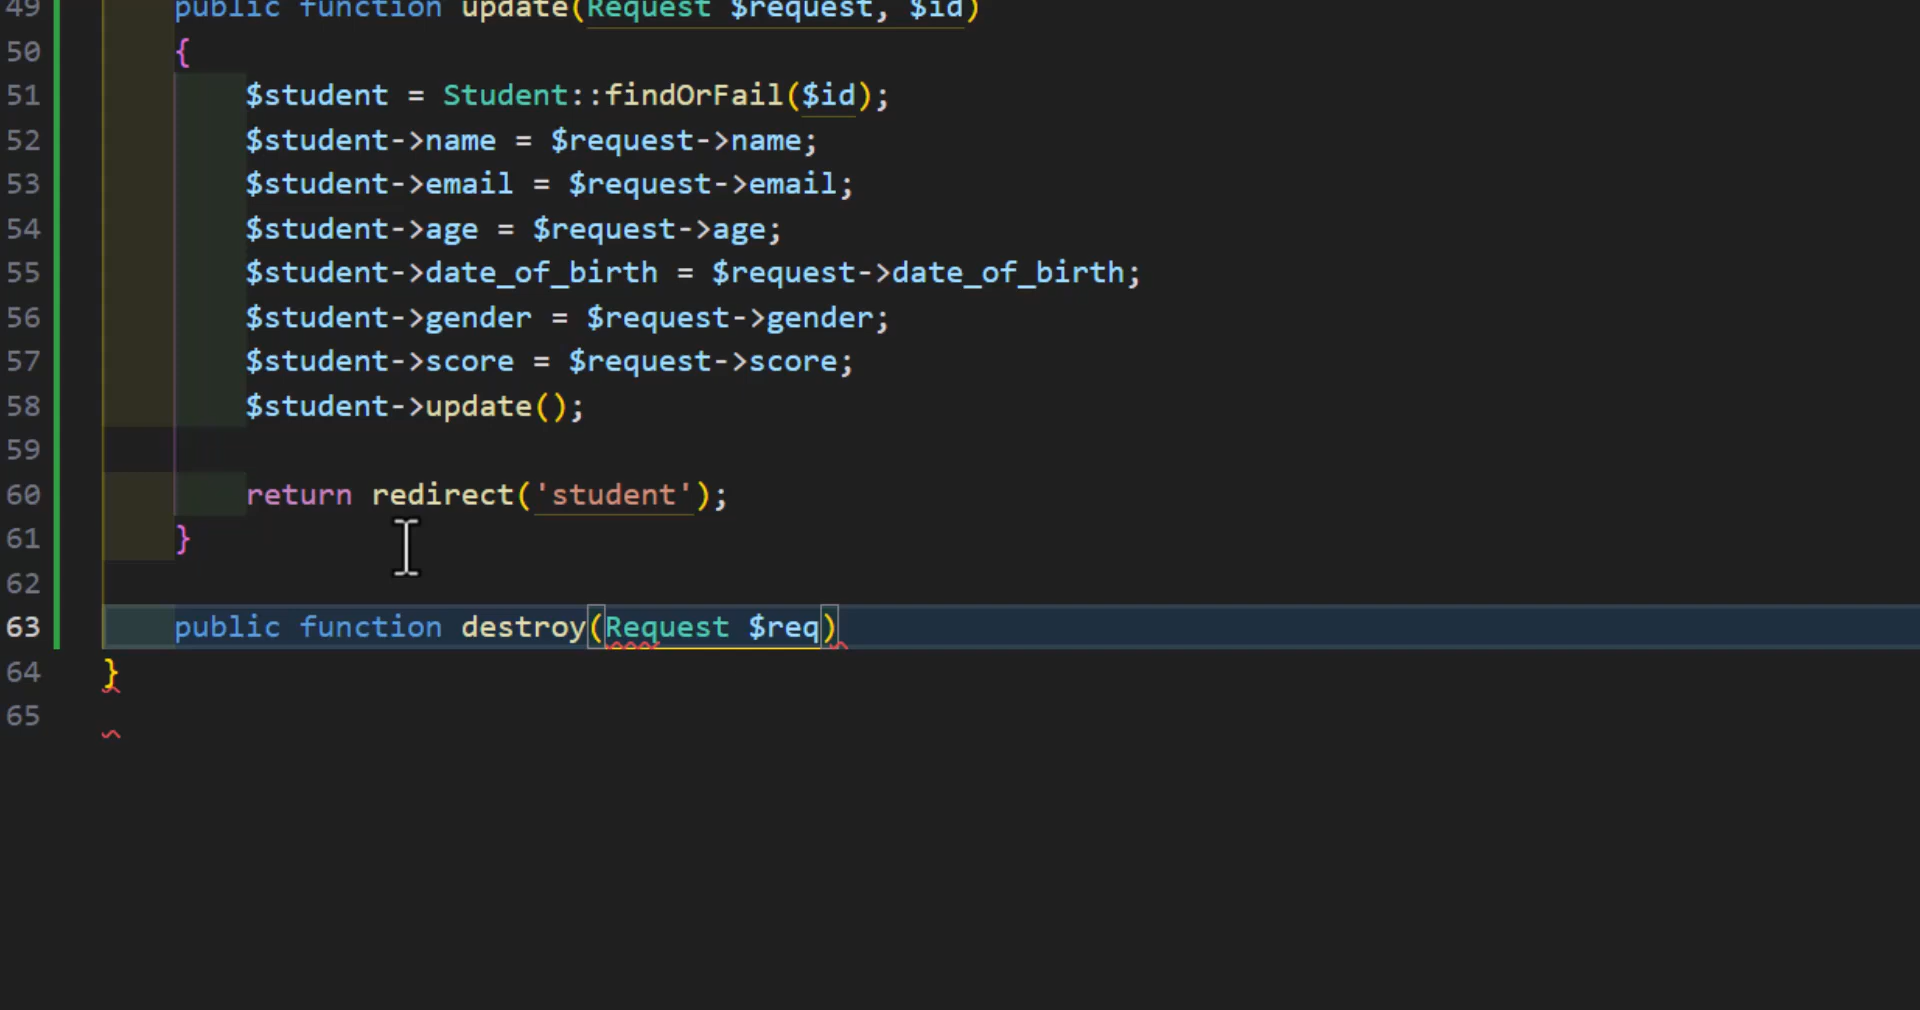 49 public function update(Request $request, $id)
50 {
51 $student = Student::findOrFail($id);
52 $student->name = $request->name;
53 $student->email = $request->email;
54 $student->age = $request->age;
55 $student->date_of_birth = $request->date_of_birth;
56 $student->gender = $request->gender;
57 $student->score = $request->score;
58 $student->update();
59
60 return redirect('student');
61 }
62
63 public function destroy(Request $req)
64 }
65